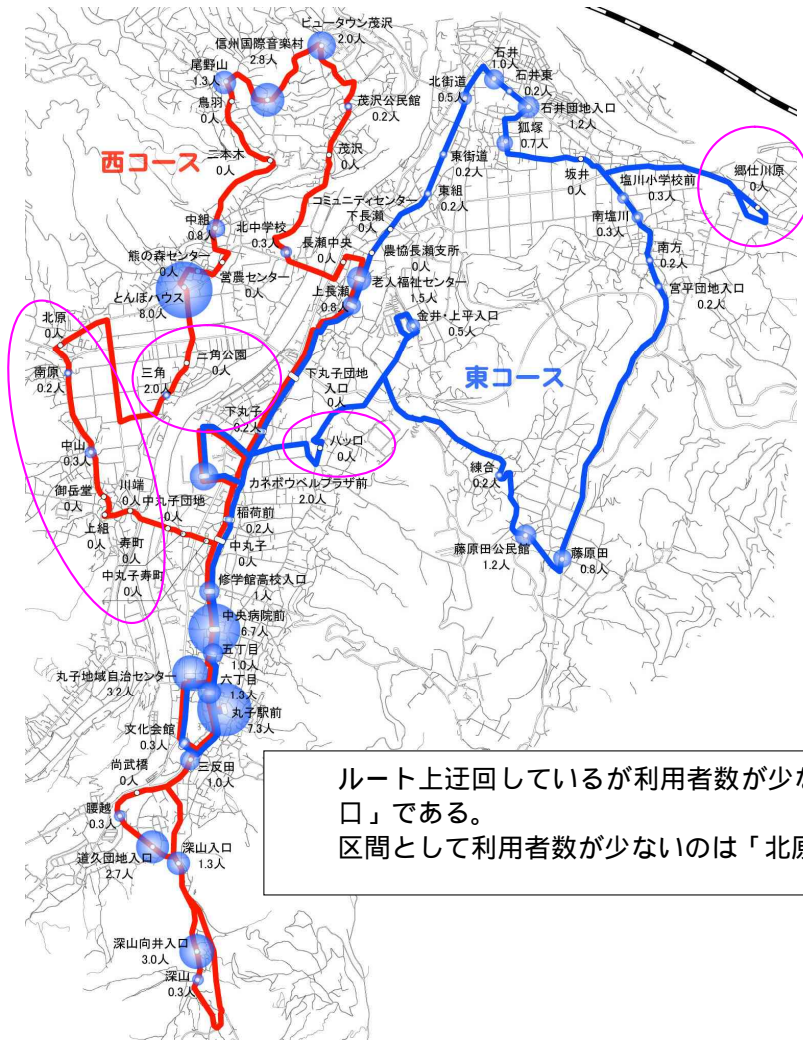 ビュータウン茂沢
2.0人
信州国際音楽村
2.8人
尾野山
1.3人
鳥羽
0人
茂沢公民館
0.2人
石井
1.0人
石井東
0.2人
北街道
0.5人
石井団地入口
1.2人
狐塚
0.7人
西コース
二本木
0人
茂沢
0人
東街道
0.2人
坂井
0人
塩川小学校前
0.3人
郷仕川原
0人
コミュニティセンター
下長瀬
0人
東組
0.2人
南塩川
0.3人
中組
0.8人
北中学校
0.3人
長瀬中央
0人
農協長瀬支所
0人
南方
0.2人
熊の森センター
0人
営農センター
0人
老人福祉センター
1.5人
宮平団地入口
0.2人
とんぼハウス
8.0人
上長瀬
0.8人
金井・上平入口
0.5人
北原
0人
南原
0.2人
三角
2.0人
三角公園
0人
下丸子団地
入口
0人
東コース
下丸子
0.2人
八ッ口
0人
中山
0.3人
カネボウベルプラザ前
2.0人
練合
0.2人
御岳堂
0人
川端
0人
中丸子団地
0人
稲荷前
0.2人
上組
0人
寿町
0人
中丸子
0人
藤原田公民館
1.2人
藤原田
0.8人
中丸子寿町
0人
修学館高校入口
1人
中央病院前
6.7人
五丁目
1.0人
丸子地域自治センター
3.2人
六丁目
1.3人
丸子駅前
7.3人
文化会館
0.3人
三反田
1.0人
尚武橋
0人
腰越
0.3人
道久団地入口
2.7人
深山入口
1.3人
深山向井入口
3.0人
深山
0.3人
ルート上迂回しているが利用者数が少な
口」である。
区間として利用者数が少ないのは「北原